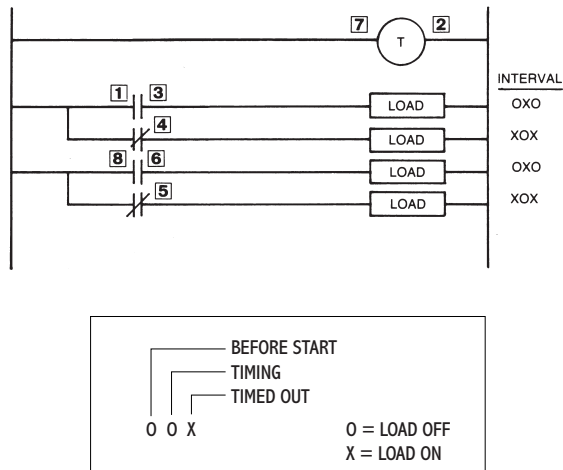 7 T 2
INTERVAL
1 3 LOAD OXO
4 LOAD XOX
8 6 LOAD OXO
5 LOAD XOX
BEFORE START
TIMING
TIMED OUT
O O X O = LOAD OFF
X = LOAD ON